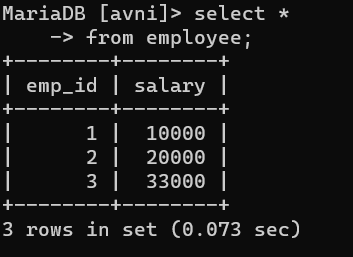 MariaDB [avni]> select *
    -> from employee;
+--------+--------+
| emp_id | salary |
+--------+--------+
|      1 |  10000 |
|      2 |  20000 |
|      3 |  33000 |
+--------+--------+
3 rows in set (0.073 sec)